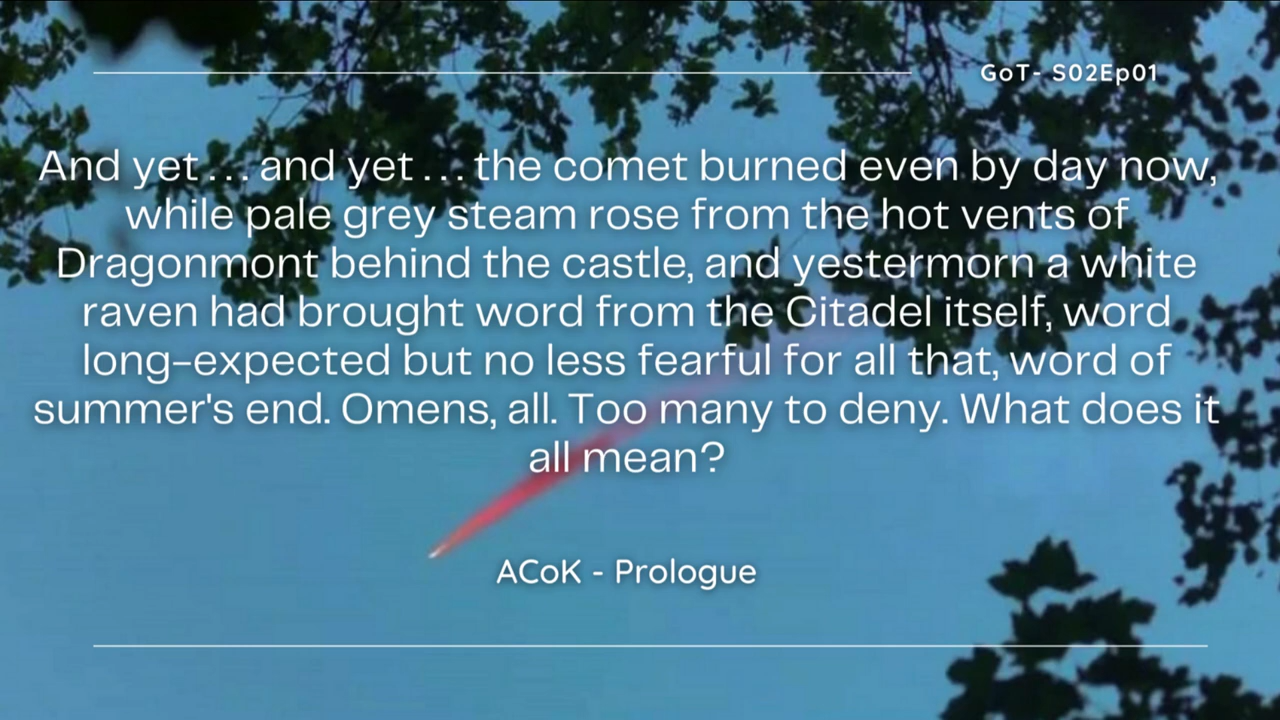 GoT- S02Ep01
And yet... and yet... the comet burned even by day now,
while pale grey steam rose from the hot vents of
Dragonmont behind the castle, and yestermorn a white
raven had brought word from the Citadel itself, word
long-expected but no less fearful for all that, word of
summer's end. Omens, all. Too many to deny. What does it
all mean?
ACoK - Prologue